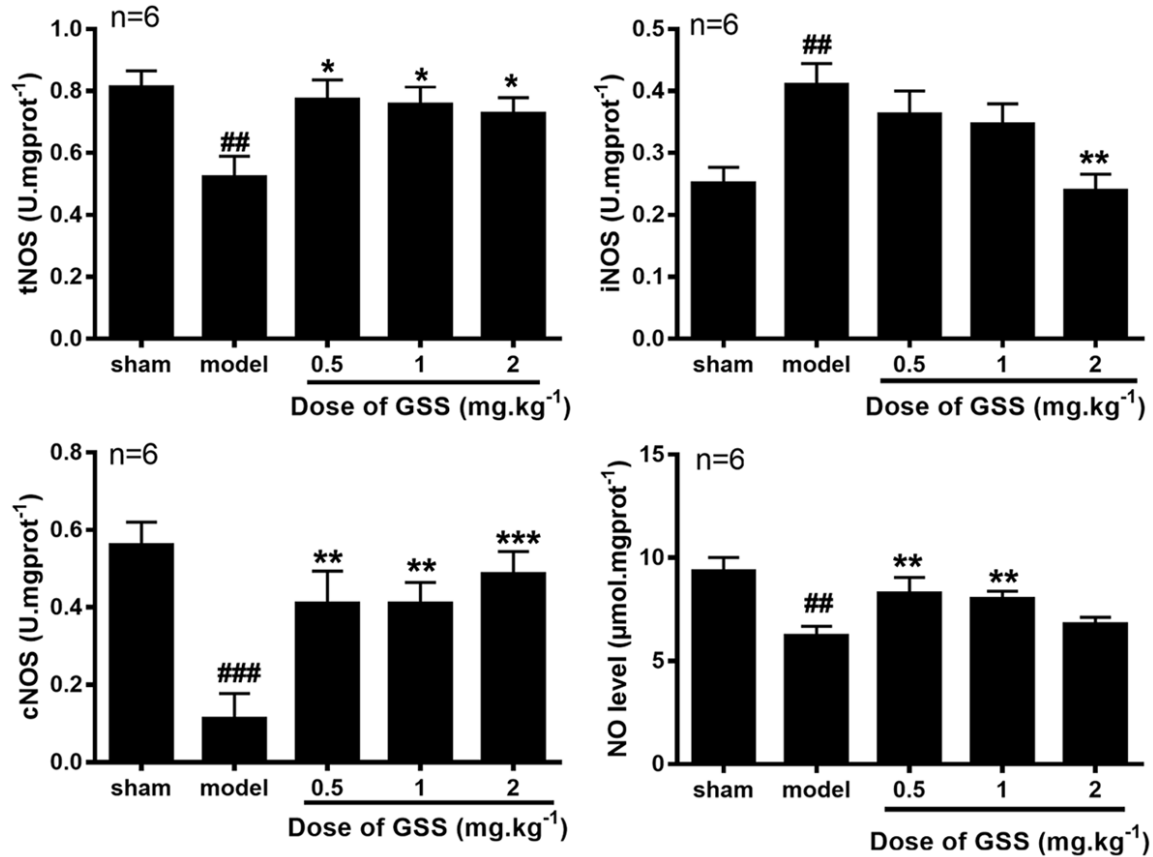 n=6
tNOS (U.mgprot⁻¹)
1.0
0.8
0.6
0.4
0.2
0.0
##
*
*
*
sham model 0.5 1 2
Dose of GSS (mg.kg⁻¹)
n=6
iNOS (U.mgprot⁻¹)
0.5
0.4
0.3
0.2
0.1
0.0
##
**
sham model 0.5 1 2
Dose of GSS (mg.kg⁻¹)
n=6
cNOS (U.mgprot⁻¹)
0.8
0.6
0.4
0.2
0.0
###
**
**
***
sham model 0.5 1 2
Dose of GSS (mg.kg⁻¹)
n=6
NO level (µmol.mgprot⁻¹)
15
10
5
0
##
**
**
sham model 0.5 1 2
Dose of GSS (mg.kg⁻¹)